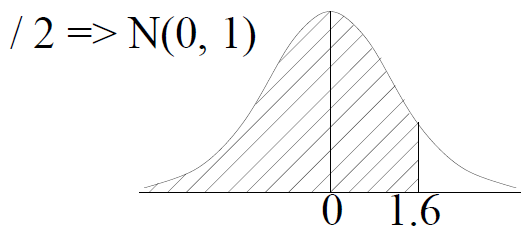 / 2 => N(0, 1)
0 1.6